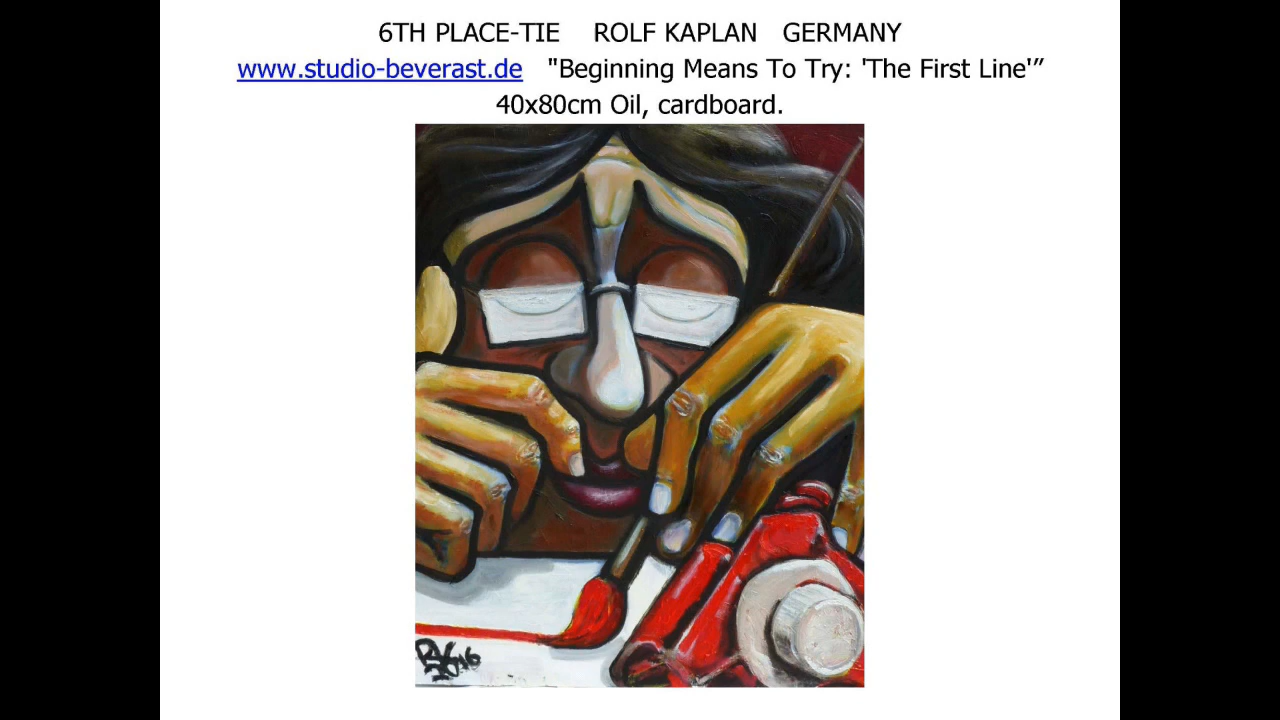 6TH PLACE-TIE ROLF KAPLAN GERMANY
www.studio-beverast.de "Beginning Means To Try: 'The First Line'”
40x80cm Oil, cardboard.